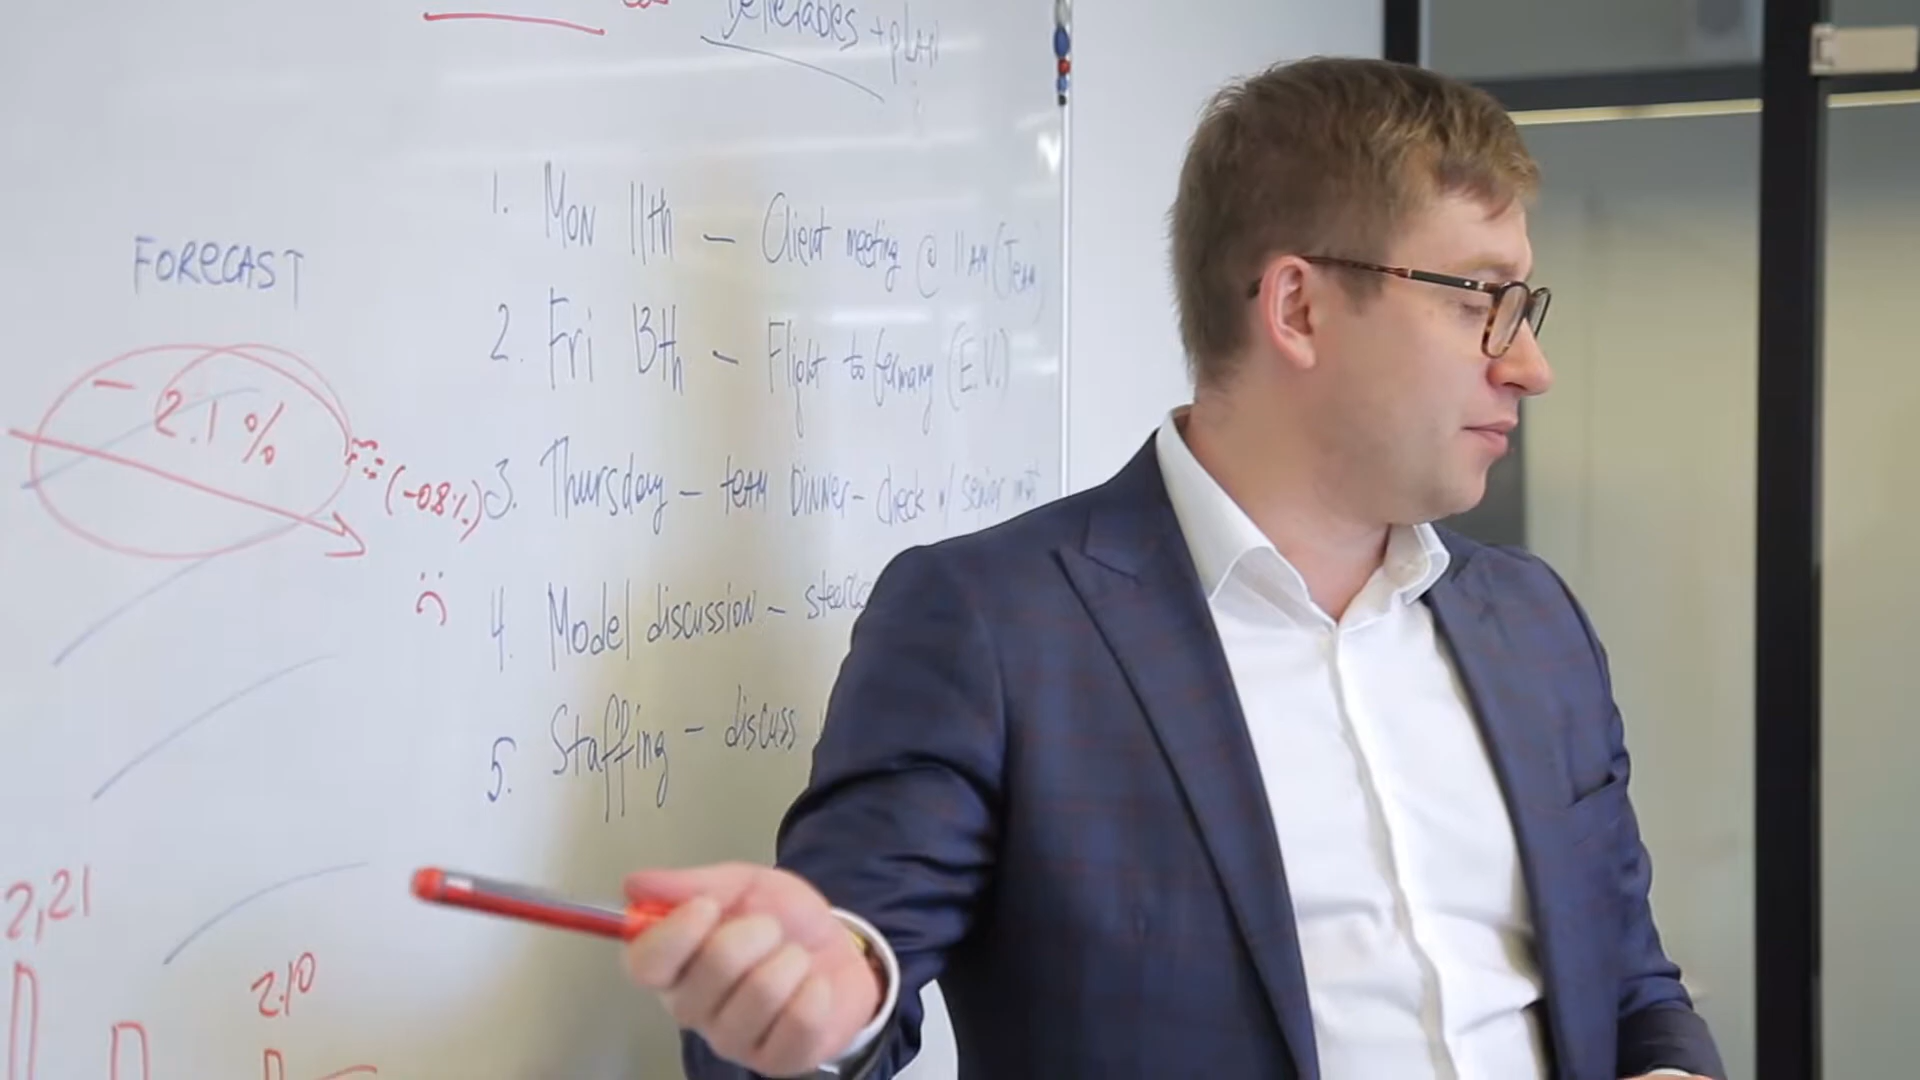 Deliverables + plan
FORECAST
- 2.1%
(-0.8%)
1. Mon 11th - Client meeting @ 11AM (Team)
2. Fri 13th - Flight to Germany (E.V.)
3. Thursday - team Dinner - check w/ senior
4. Model discussion -
5. Staffing - discuss
2,21
2.10